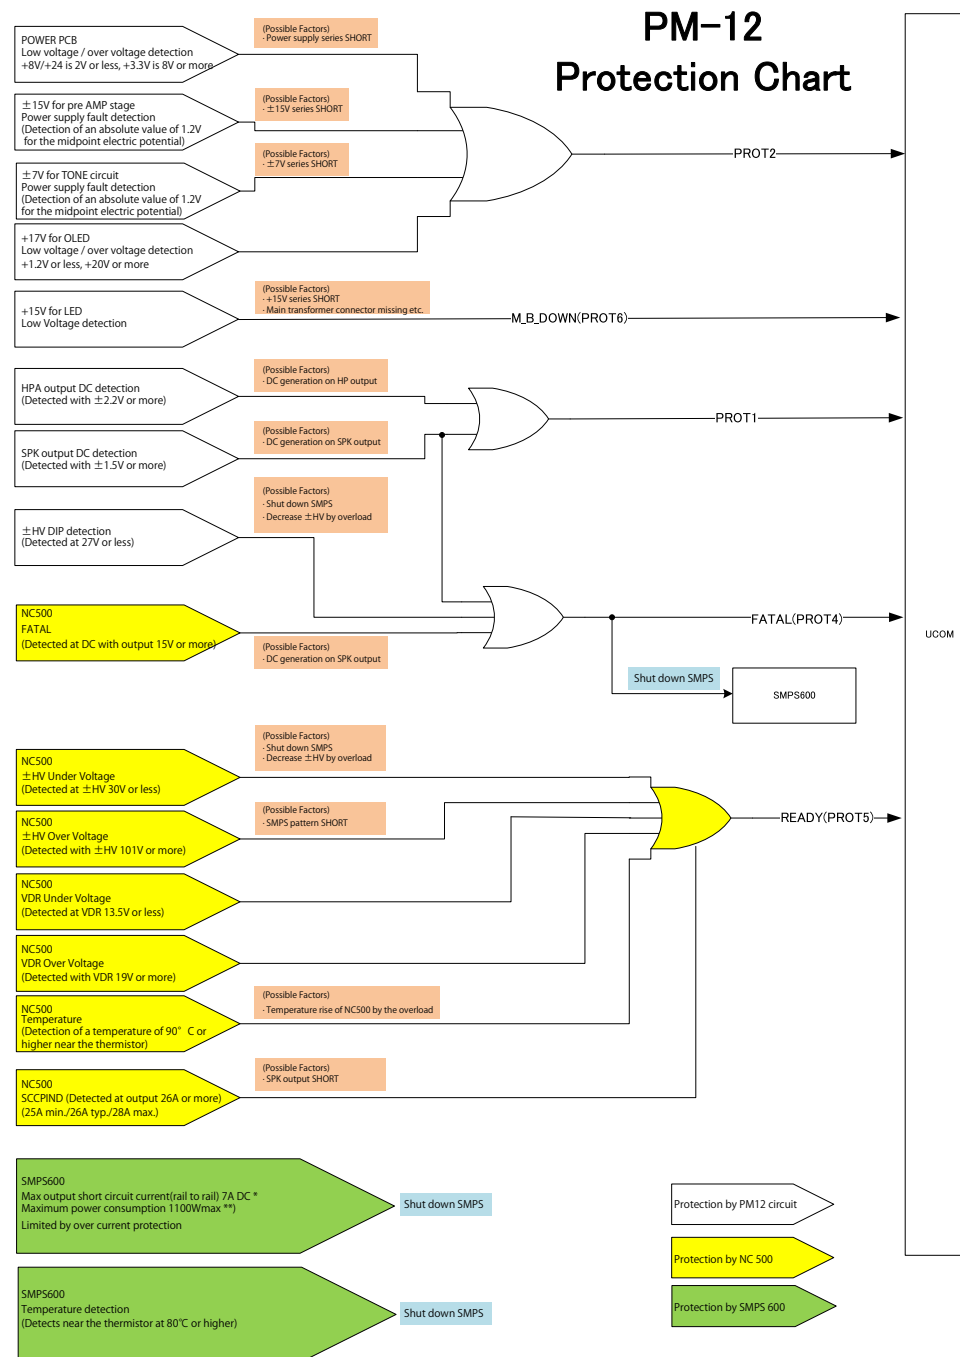 PM-12
Protection Chart
POWER PCB
Low voltage / over voltage detection
+8V/+24 is 2V or less, +3.3V is 8V or more
(Possible Factors)
· Power supply series SHORT
±15V for pre AMP stage
Power supply fault detection
(Detection of an absolute value of 1.2V
for the midpoint electric potential)
(Possible Factors)
· ±15V series SHORT
±7V for TONE circuit
Power supply fault detection
(Detection of an absolute value of 1.2V
for the midpoint electric potential)
(Possible Factors)
· ±7V series SHORT
PROT2
+17V for OLED
Low voltage / over voltage detection
+1.2V or less, +20V or more
+15V for LED
Low Voltage detection
(Possible Factors)
· +15V series SHORT
· Main transformer connector missing etc.
M_B_DOWN(PROT6)
HPA output DC detection
(Detected with ±2.2V or more)
(Possible Factors)
· DC generation on HP output
PROT1
SPK output DC detection
(Detected with ±1.5V or more)
(Possible Factors)
· DC generation on SPK output
±HV DIP detection
(Detected at 27V or less)
(Possible Factors)
· Shut down SMPS
· Decrease ±HV by overload
NC500
FATAL
(Detected at DC with output 15V or more)
(Possible Factors)
· DC generation on SPK output
FATAL(PROT4)
UCOM
Shut down SMPS
SMPS600
NC500
±HV Under Voltage
(Detected at ±HV 30V or less)
(Possible Factors)
· Shut down SMPS
· Decrease ±HV by overload
NC500
±HV Over Voltage
(Detected with ±HV 101V or more)
(Possible Factors)
· SMPS pattern SHORT
READY(PROT5)
NC500
VDR Under Voltage
(Detected at VDR 13.5V or less)
NC500
VDR Over Voltage
(Detected with VDR 19V or more)
NC500
Temperature
(Detection of a temperature of 90° C or
higher near the thermistor)
(Possible Factors)
· Temperature rise of NC500 by the overload
NC500
SCCPIND (Detected at output 26A or more)
(25A min./26A typ./28A max.)
(Possible Factors)
· SPK output SHORT
SMPS600
Max output short circuit current(rail to rail) 7A DC *
Maximum power consumption 1100Wmax **)
Limited by over current protection
Shut down SMPS
SMPS600
Temperature detection
(Detects near the thermistor at 80℃ or higher)
Shut down SMPS
Protection by PM12 circuit
Protection by NC 500
Protection by SMPS 600